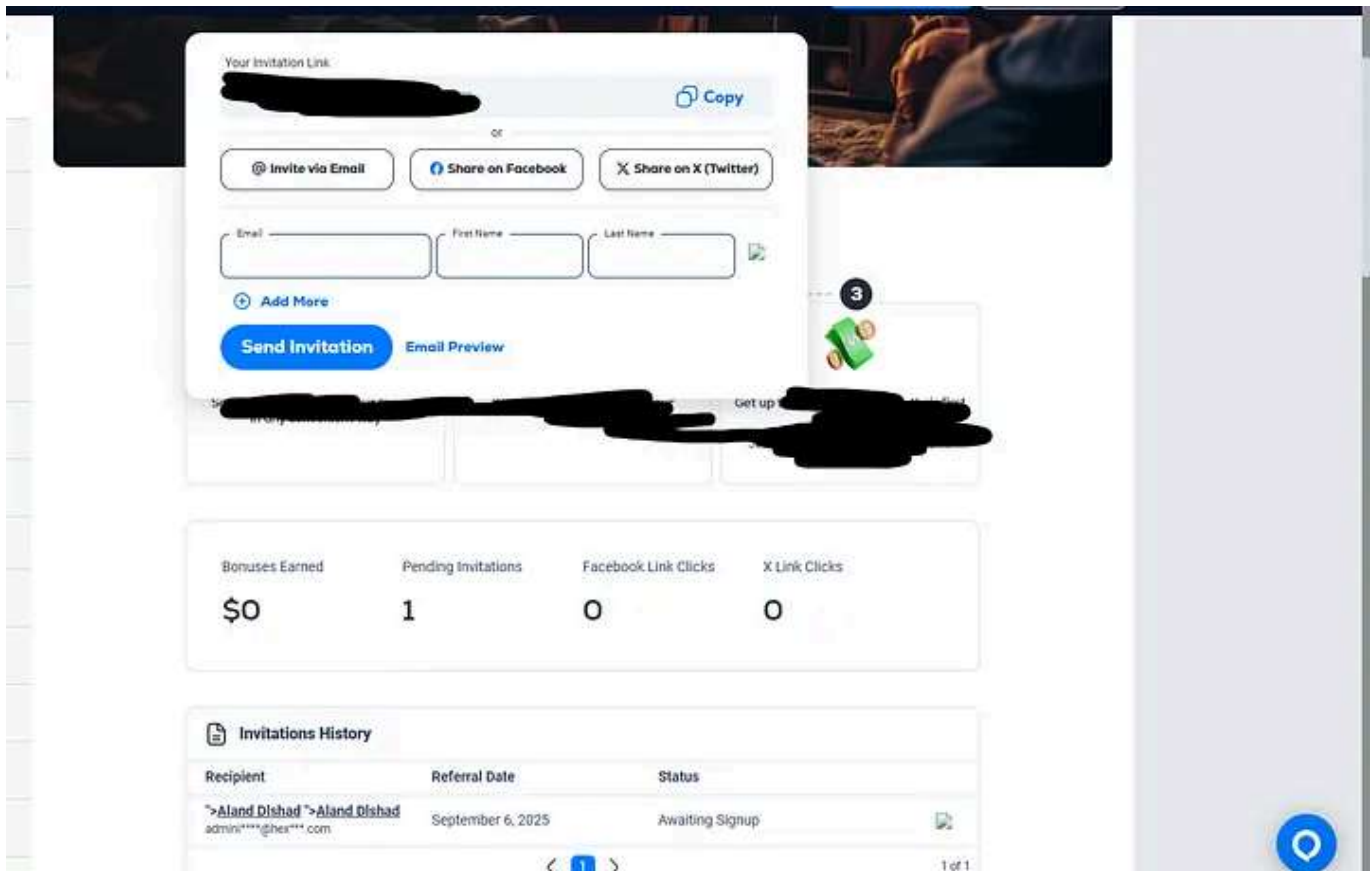 Your Invitation Link
Copy
or
@ Invite via Email
Share on Facebook
X Share on X (Twitter)
Email
First Name
Last Name
Add More
3
Send Invitation
Email Preview
Get up
Bonuses Earned
Pending Invitations
Facebook Link Clicks
X Link Clicks
$0
1
0
0
Invitations History
Recipient
Referral Date
Status
">Aland Dlshad ">Aland Dlshad
admini****@hex***.com
September 6, 2025
Awaiting Signup
1
1 of 1